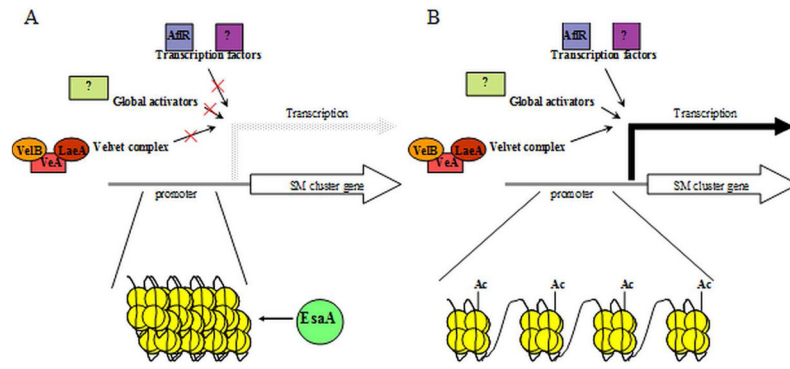 A
AflR
?
Transcription factors
?
Global activators
Transcription
VelB
LaeA
VeA
Velvet complex
promoter
SM cluster gene
EsaA
B
AflR
?
Transcription factors
?
Global activators
Transcription
VelB
LaeA
VeA
Velvet complex
promoter
SM cluster gene
Ac
Ac
Ac
Ac